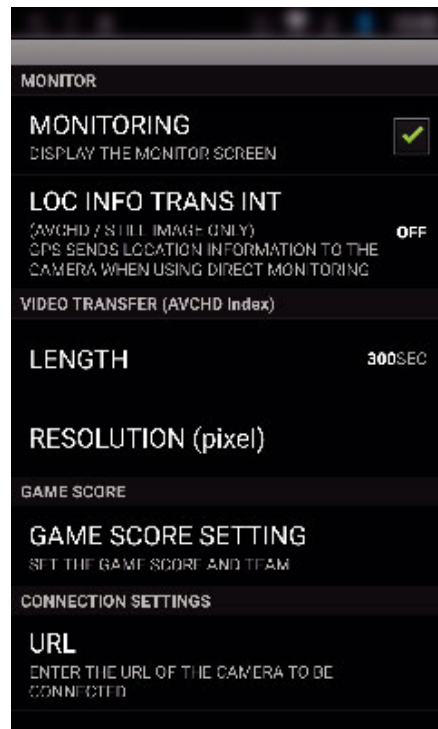 MONITOR
MONITORING
DISPLAY THE MONITOR SCREEN
LOC INFO TRANS INT
(AVCHD / STILL IMAGE ONLY)
OFF
GPS SENDS LOCATION INFORMATION TO THE
CAMERA WHEN USING DIRECT MONITORING
VIDEO TRANSFER (AVCHD Index)
LENGTH
300SEC
RESOLUTION (pixel)
GAME SCORE
GAME SCORE SETTING
SET THE GAME SCORE AND TEAM
CONNECTION SETTINGS
URL
ENTER THE URL OF THE CAMERA TO BE
CONNECTED